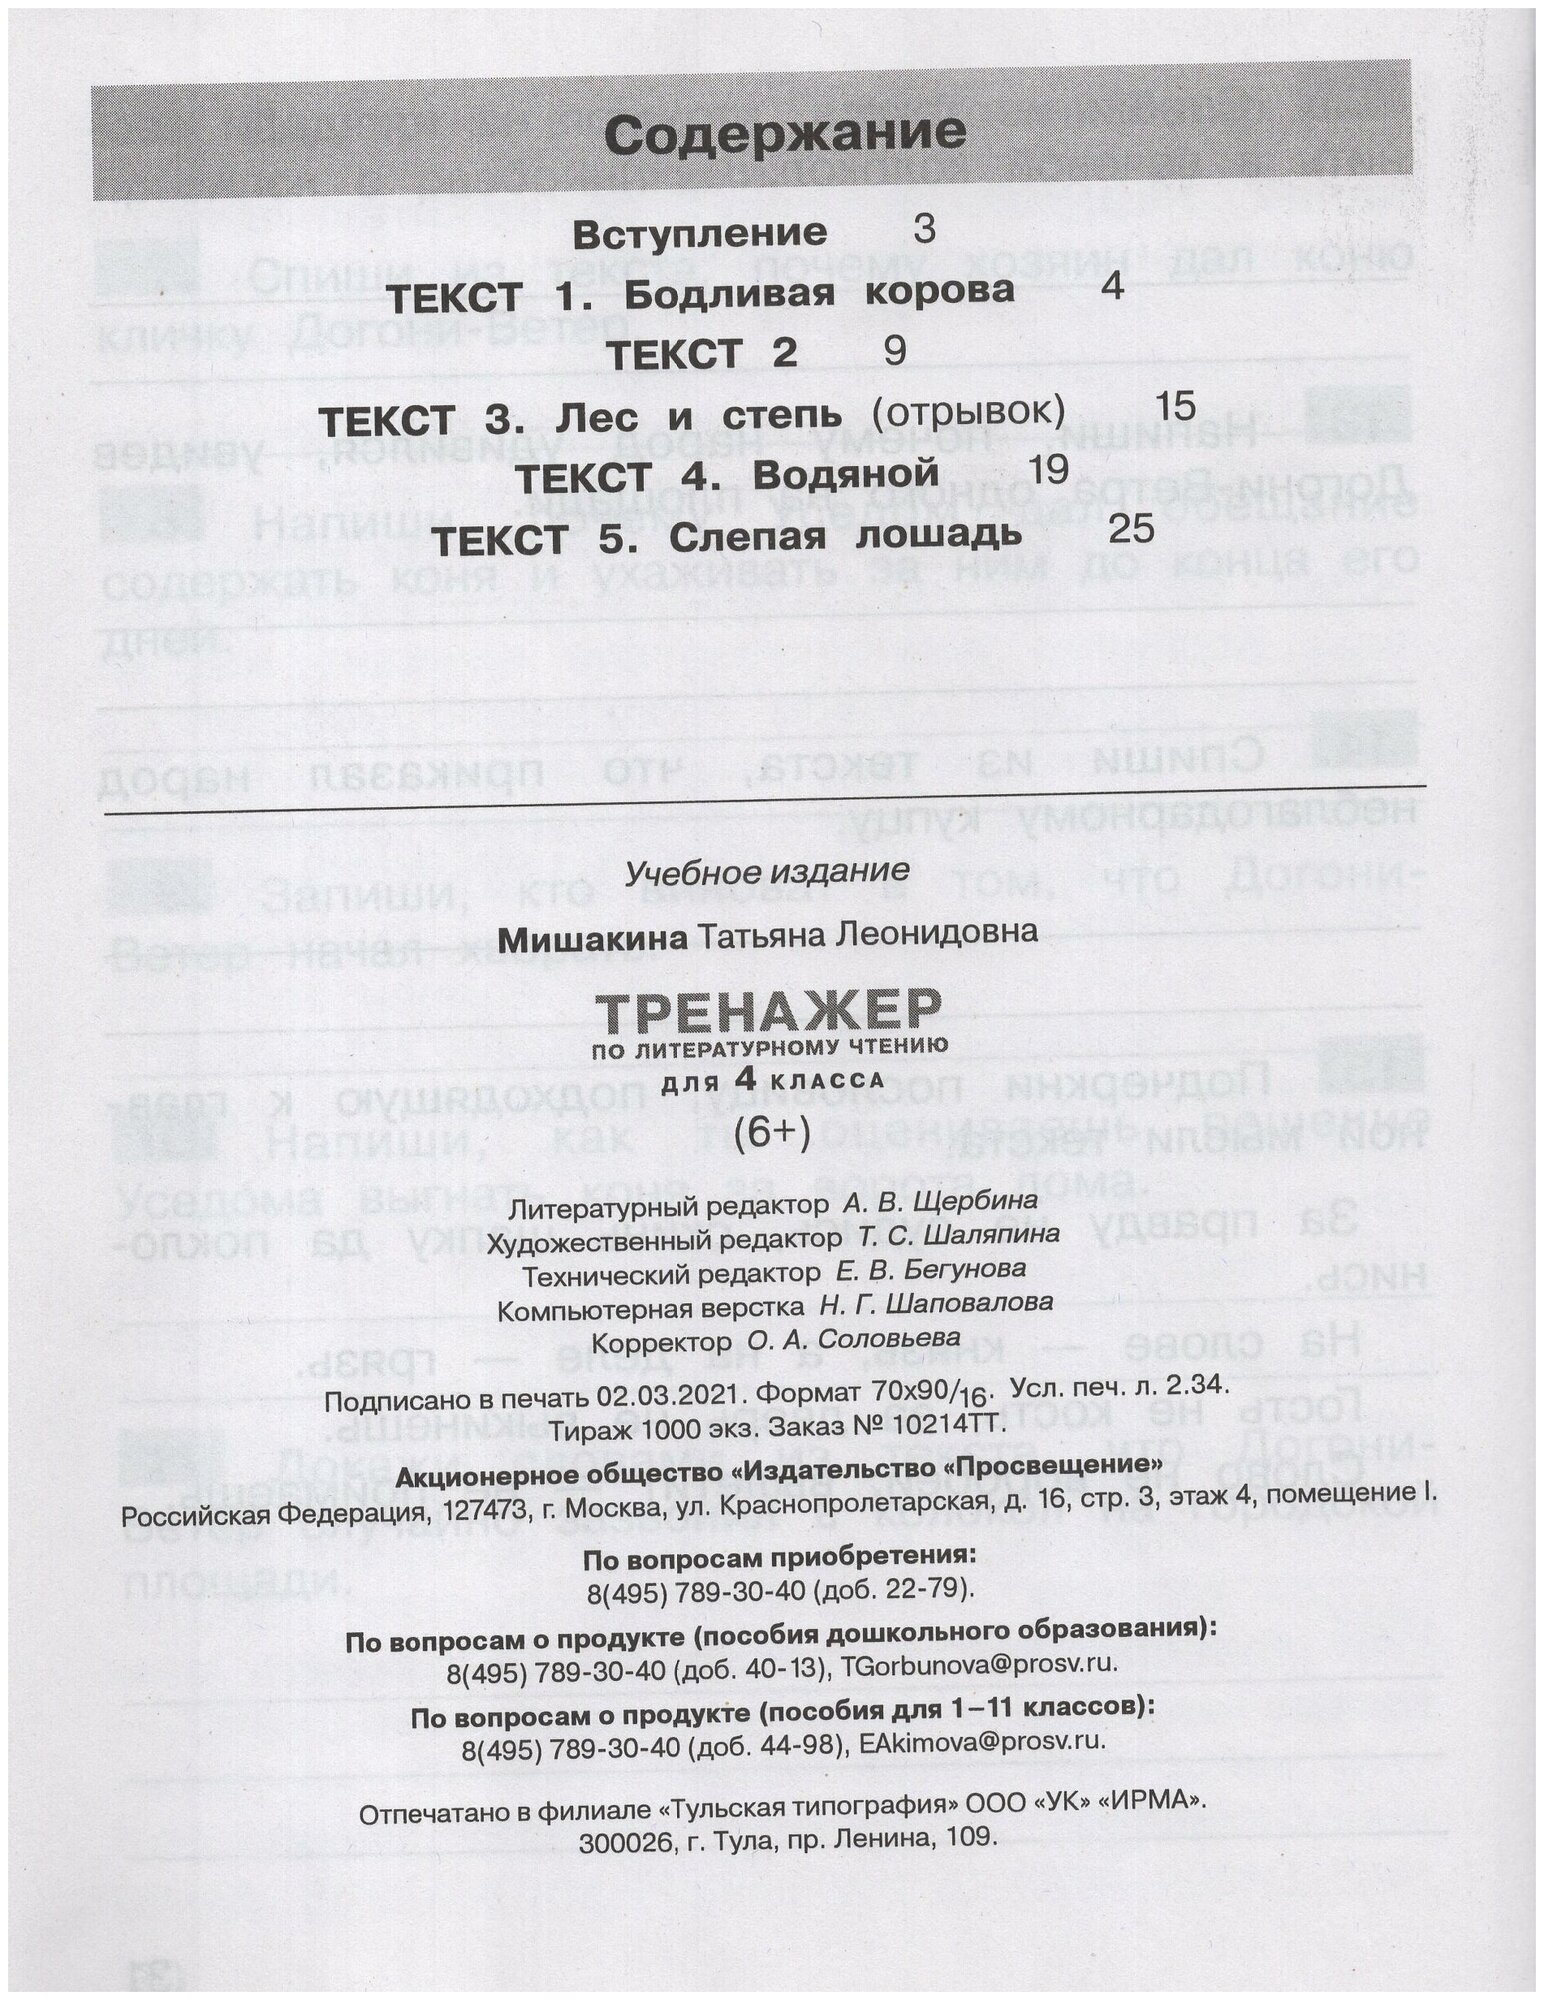 Содержание
Вступление 3
ТЕКСТ 1. Бодливая корова 4
ТЕКСТ 2 9
ТЕКСТ 3. Лес и степь (отрывок) 15
ТЕКСТ 4. Водяной 19
ТЕКСТ 5. Слепая лошадь 25
Учебное издание
Мишакина Татьяна Леонидовна
ТРЕНАЖЕР
ПО ЛИТЕРАТУРНОМУ ЧТЕНИЮ
ДЛЯ 4 КЛАССА
(6+)
Литературный редактор А. В. Щербина
Художественный редактор Т. С. Шаляпина
Технический редактор Е. В. Бегунова
Компьютерная верстка Н. Г. Шаповалова
Корректор О. А. Соловьева
Подписано в печать 02.03.2021. Формат 70х90/16. Усл. печ. л. 2.34.
Тираж 1000 экз. Заказ № 10214ТТ.
Акционерное общество «Издательство «Просвещение»
Российская Федерация, 127473, г. Москва, ул. Краснопролетарская, д. 16, стр. 3, этаж 4, помещение I.
По вопросам приобретения:
8(495) 789-30-40 (доб. 22-79).
По вопросам о продукте (пособия дошкольного образования):
8(495) 789-30-40 (доб. 40-13), TGorbunova@prosv.ru.
По вопросам о продукте (пособия для 1–11 классов):
8(495) 789-30-40 (доб. 44-98), EAkimova@prosv.ru.
Отпечатано в филиале «Тульская типография» ООО «УК» «ИРМА».
300026, г. Тула, пр. Ленина, 109.